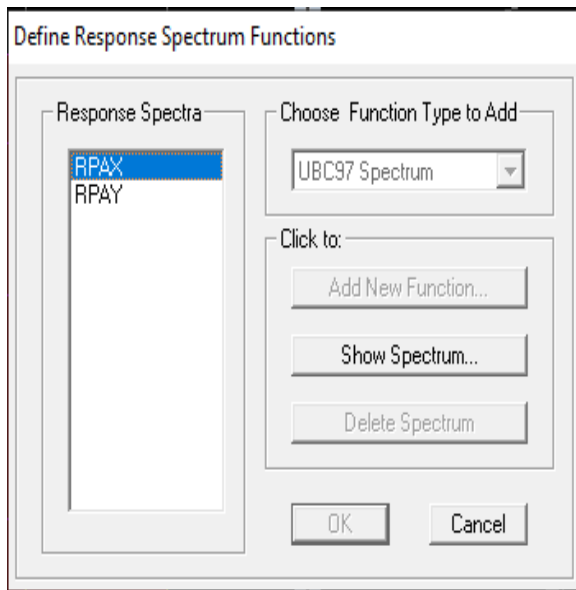 Define Response Spectrum Functions
Response Spectra
RPAX
RPAY
Choose Function Type to Add
UBC97 Spectrum
Click to:
Add New Function...
Show Spectrum...
Delete Spectrum
OK
Cancel